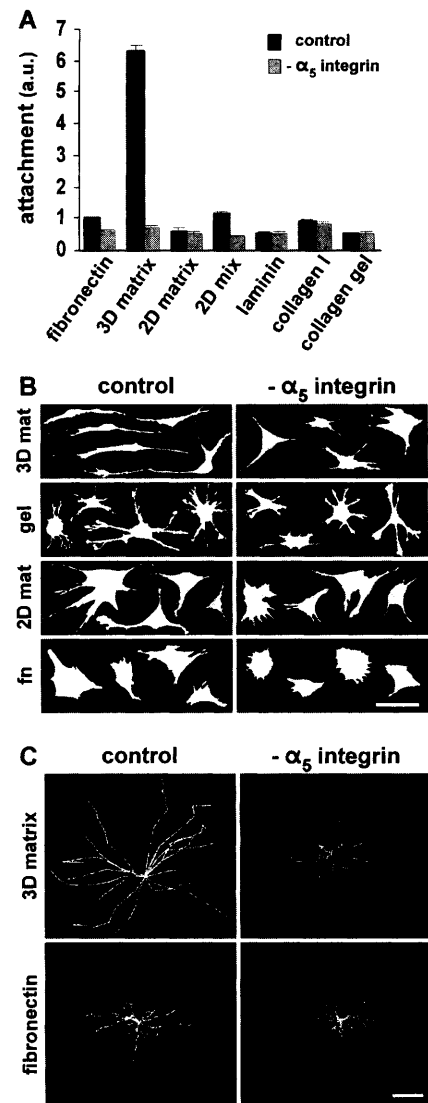 A
attachment (a.u.)
7
6
5
4
3
2
1
0
control
- α5 integrin
fibronectin
3D matrix
2D matrix
2D mix
laminin
collagen I
collagen gel
B
control
- α5 integrin
3D mat
gel
2D mat
fn
C
control
- α5 integrin
3D matrix
fibronectin